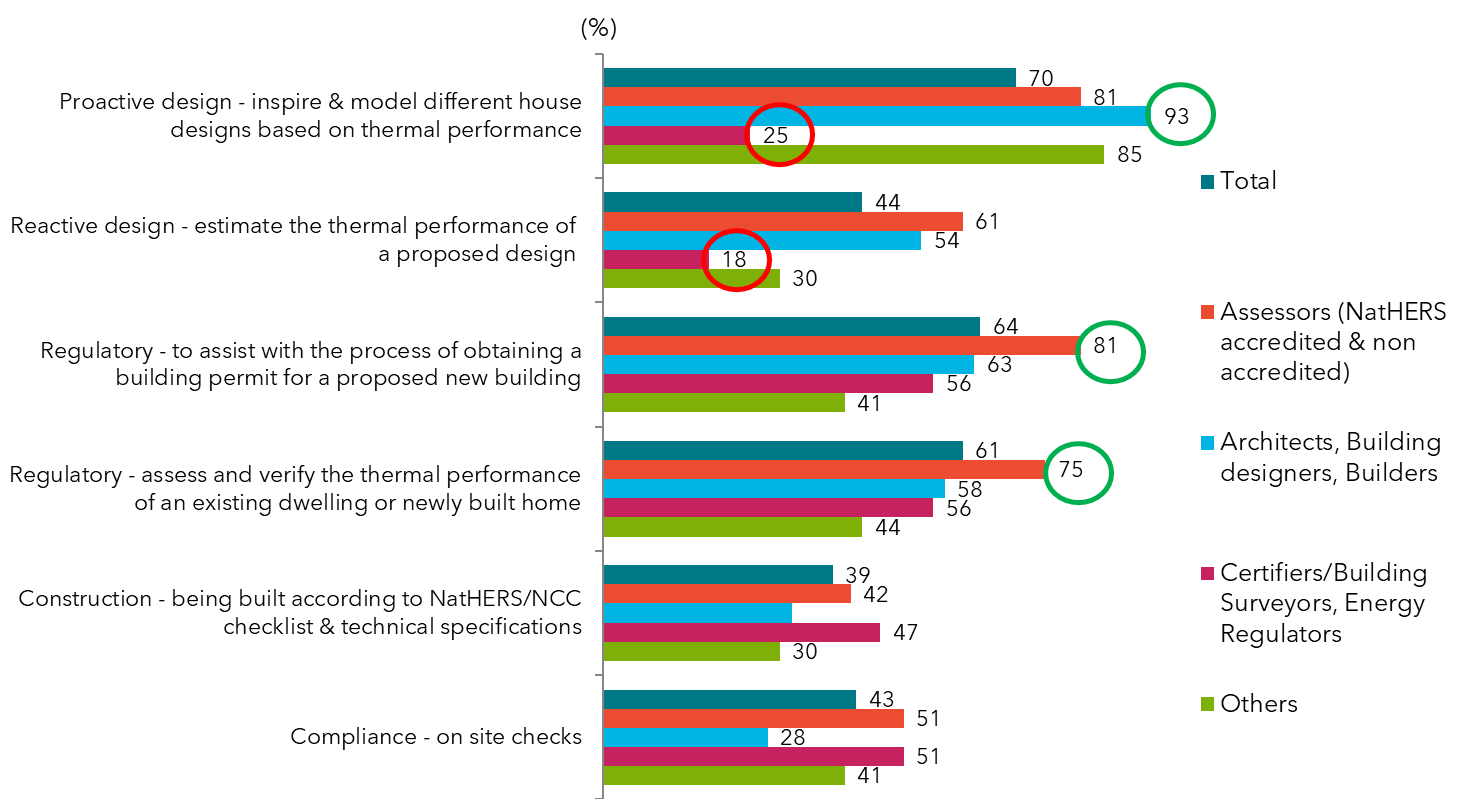 (%)
Proactive design - inspire & model different house
designs based on thermal performance
70
81
93
25
85
Reactive design - estimate the thermal performance of
a proposed design
44
61
54
18
30
Regulatory - to assist with the process of obtaining a
building permit for a proposed new building
64
81
63
56
41
Regulatory - assess and verify the thermal performance
of an existing dwelling or newly built home
61
75
58
56
44
Construction - being built according to NatHERS/NCC
checklist & technical specifications
39
42
47
30
Compliance - on site checks
43
51
28
51
41
Total
Assessors (NatHERS
accredited & non
accredited)
Architects, Building
designers, Builders
Certifiers/Building
Surveyors, Energy
Regulators
Others